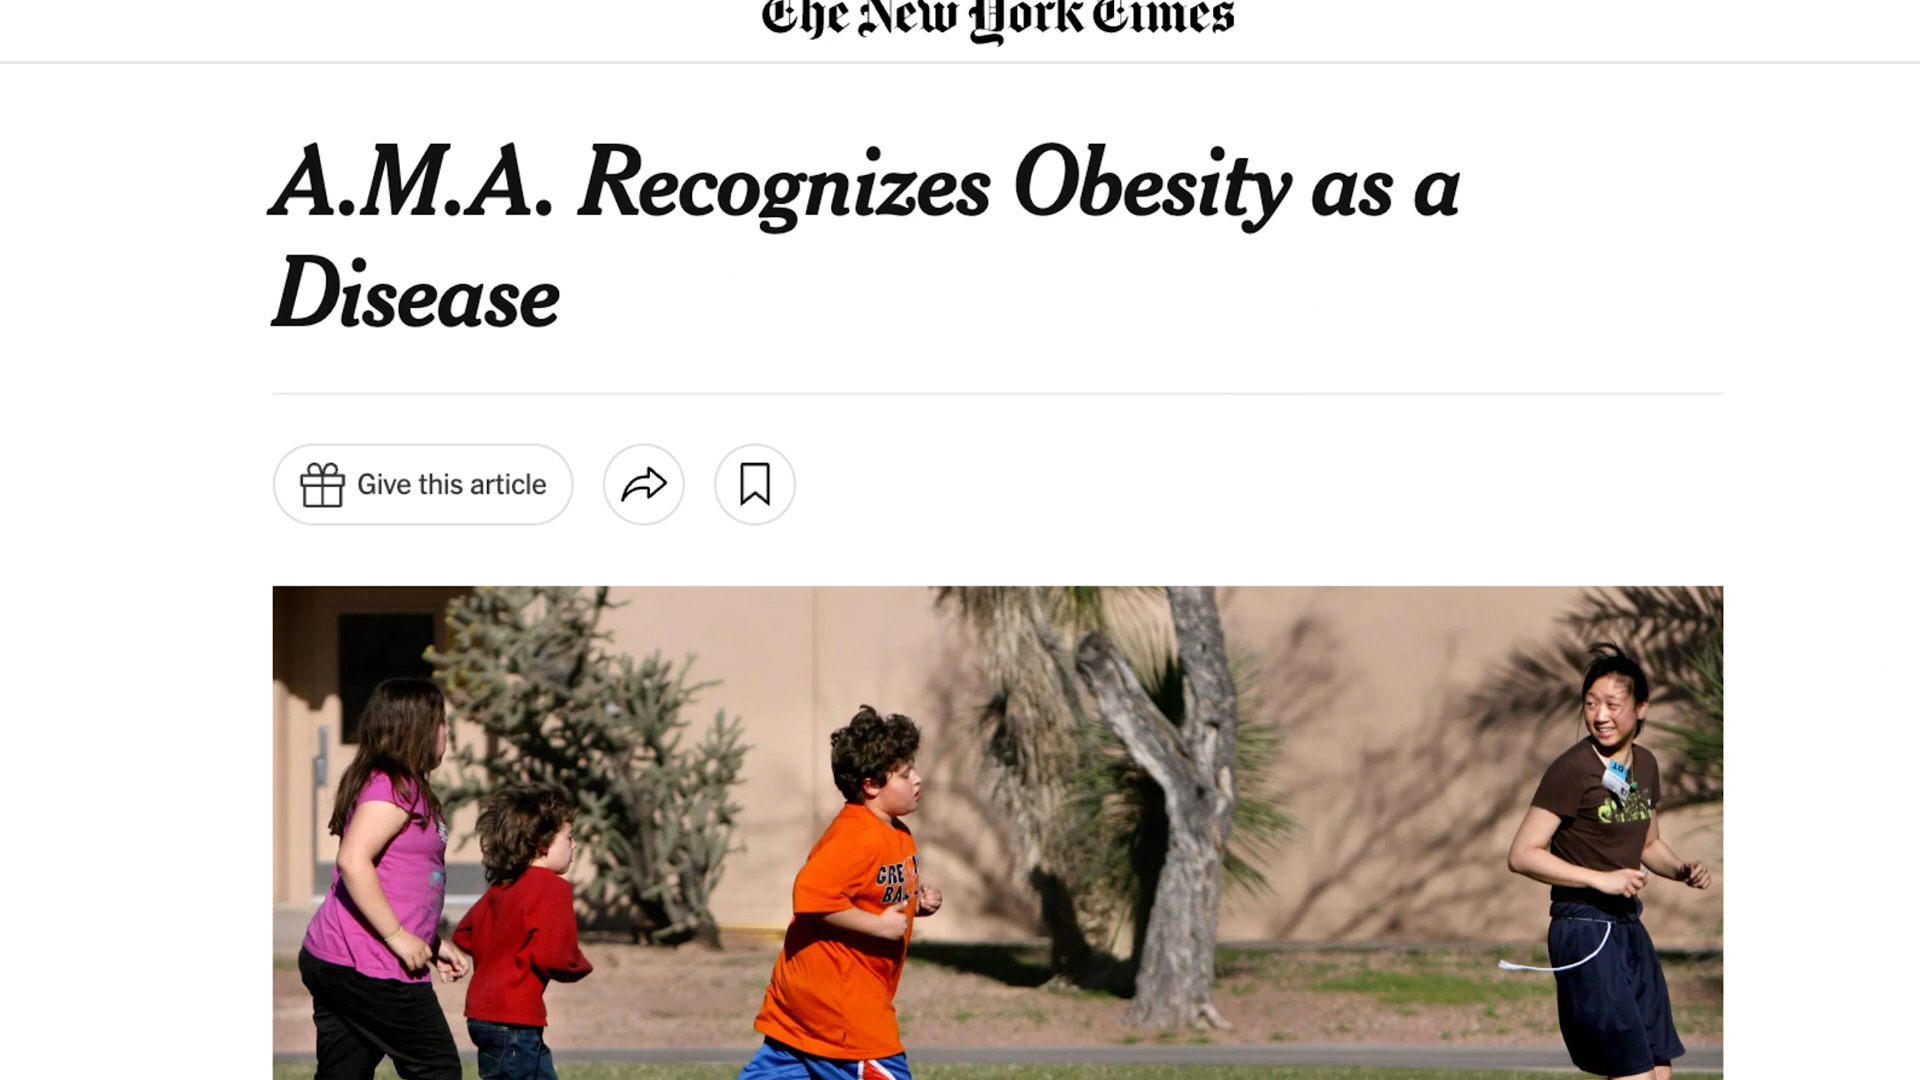 The New York Times
A.M.A. Recognizes Obesity as a
Disease
Give this article